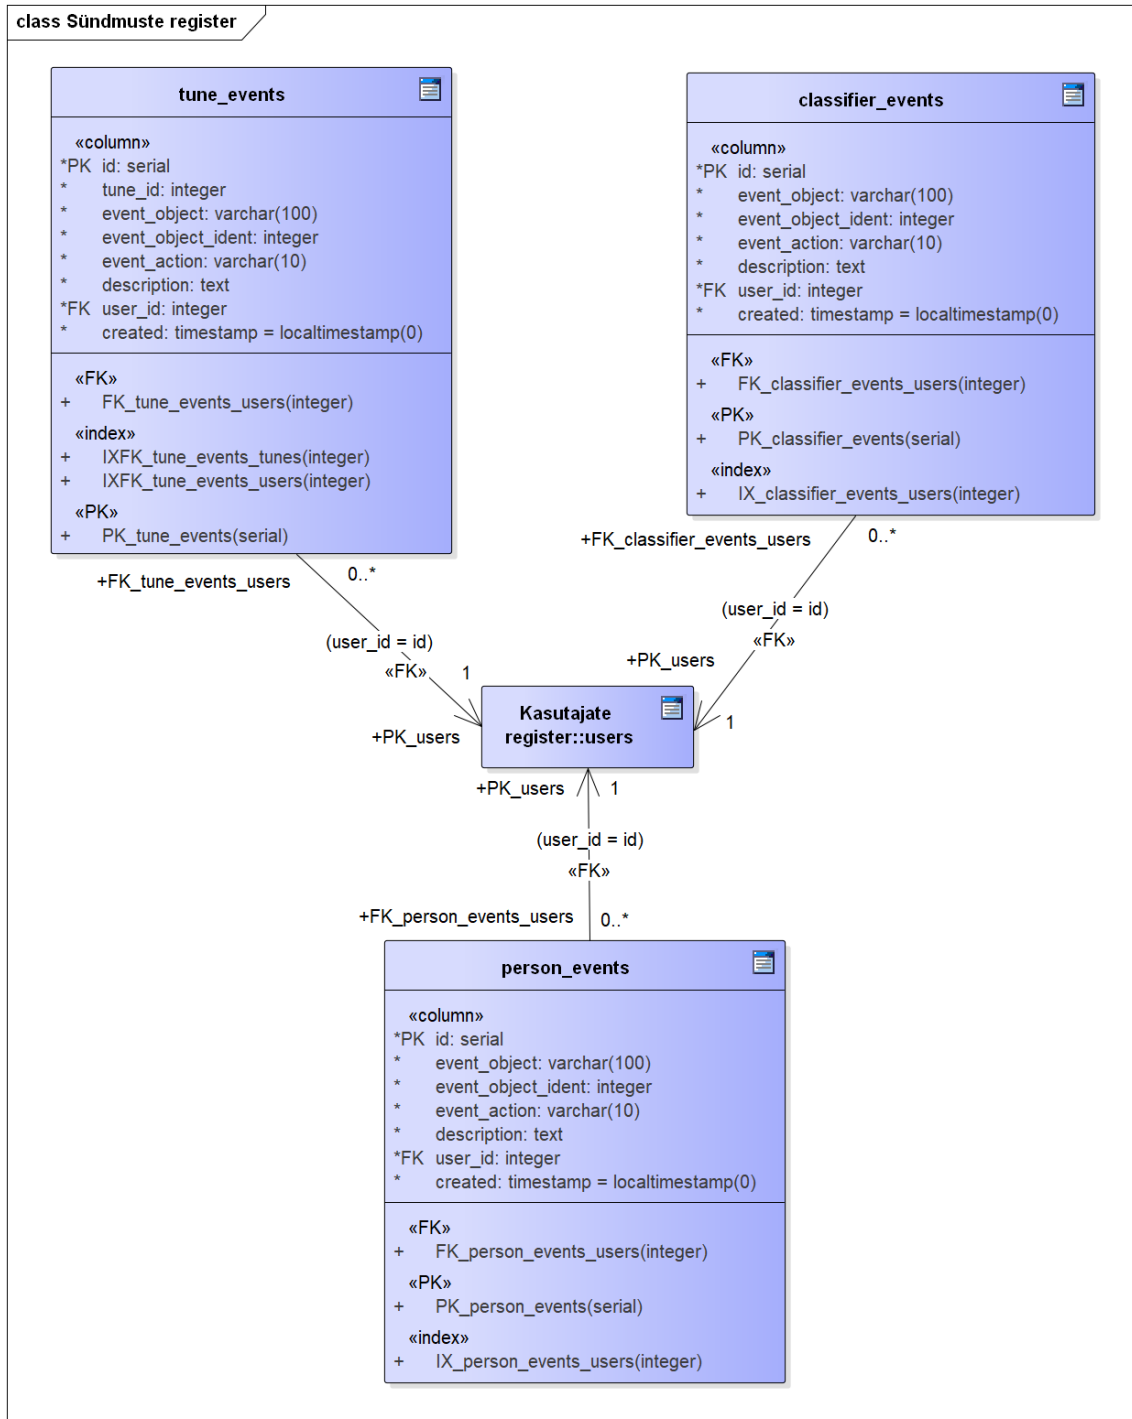 class Sündmuste register
tune_events
«column»
*PK id: serial
* tune_id: integer
* event_object: varchar(100)
* event_object_ident: integer
* event_action: varchar(10)
* description: text
*FK user_id: integer
* created: timestamp = localtimestamp(0)
«FK»
+ FK_tune_events_users(integer)
«index»
+ IXFK_tune_events_tunes(integer)
+ IXFK_tune_events_users(integer)
«PK»
+ PK_tune_events(serial)
classifier_events
«column»
*PK id: serial
* event_object: varchar(100)
* event_object_ident: integer
* event_action: varchar(10)
* description: text
*FK user_id: integer
* created: timestamp = localtimestamp(0)
«FK»
+ FK_classifier_events_users(integer)
«PK»
+ PK_classifier_events(serial)
«index»
+ IX_classifier_events_users(integer)
+FK_tune_events_users
0..*
(user_id = id)
«FK»
1
+PK_users
+FK_classifier_events_users
0..*
(user_id = id)
«FK»
+PK_users
1
Kasutajate
register::users
+PK_users
1
(user_id = id)
«FK»
+FK_person_events_users
0..*
person_events
«column»
*PK id: serial
* event_object: varchar(100)
* event_object_ident: integer
* event_action: varchar(10)
* description: text
*FK user_id: integer
* created: timestamp = localtimestamp(0)
«FK»
+ FK_person_events_users(integer)
«PK»
+ PK_person_events(serial)
«index»
+ IX_person_events_users(integer)